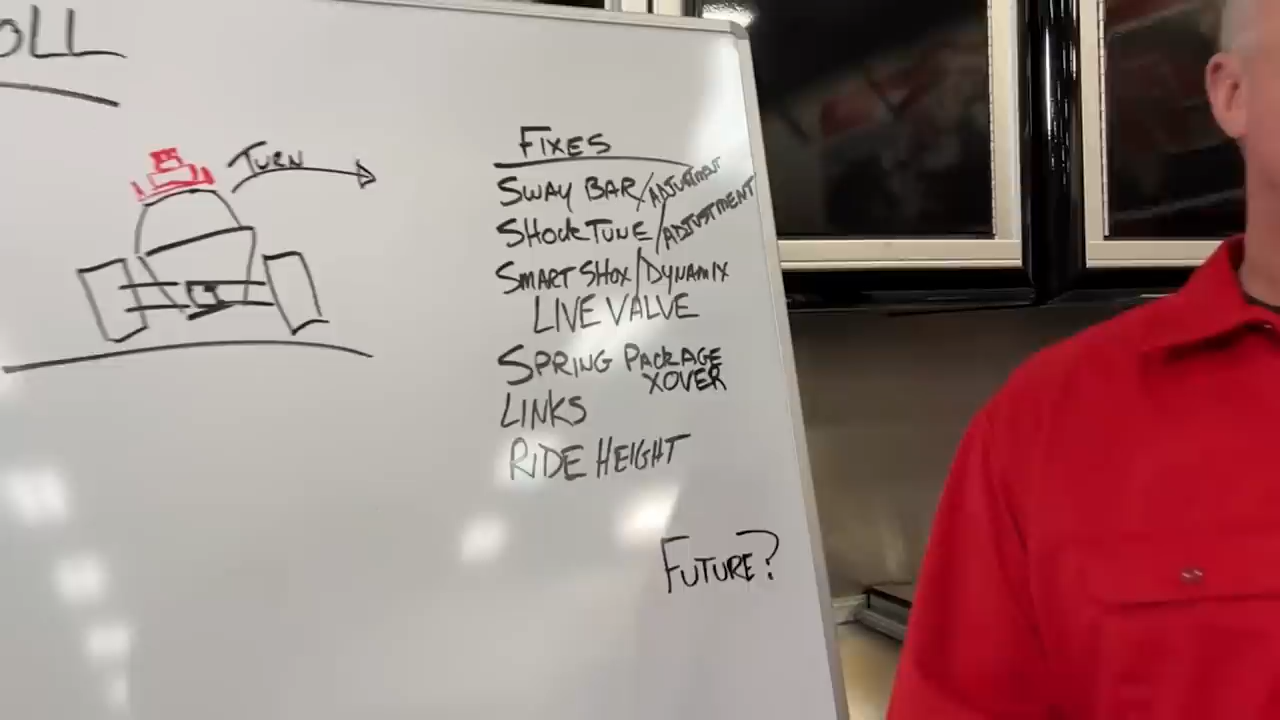 OLL
TURN
FIXES
SWAY BAR/ADJUSTMENT
SHOCK TUNE/ADJUSTMENT
SMART SHOX/DYNAMIX
LIVE VALVE
SPRING PACKAGE
XOVER
LINKS
RIDE HEIGHT
FUTURE?